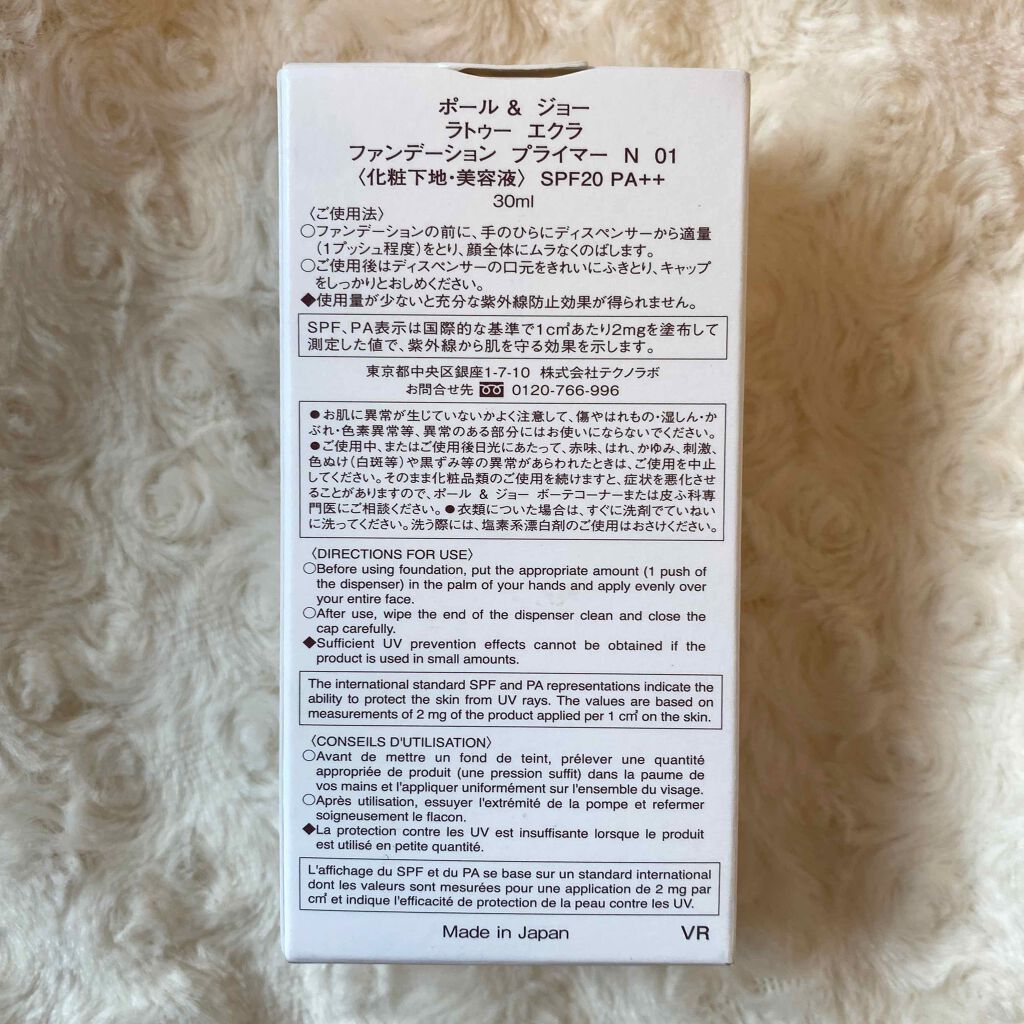 ポール & ジョー
ラトゥー エクラ
ファンデーション プライマー N 01
〈化粧下地・美容液〉 SPF20 PA++
30ml
〈ご使用法〉
○ファンデーションの前に、手のひらにディスペンサーから適量
(1プッシュ程度)をとり、顔全体にムラなくのばします。
○ご使用後はディスペンサーの口元をきれいにふきとり、キャップ
をしっかりとおしめください。
◆使用量が少ないと充分な紫外線防止効果が得られません。
SPF、PA表示は国際的な基準で1c㎡あたり2mgを塗布して
測定した値で、紫外線から肌を守る効果を示します。
東京都中央区銀座1-7-10 株式会社テクノラボ
お問合せ先 0120-766-996
●お肌に異常が生じていないかよく注意して、傷やはれもの・湿しん・か
ぶれ・色素異常等、異常のある部分にはお使いにならないでください。
●ご使用中、またはご使用後日光にあたって、赤味、はれ、かゆみ、刺激、
色ぬけ(白斑等)や黒ずみ等の異常があらわれたときは、ご使用を中止
してください。そのまま化粧品類のご使用を続けますと、症状を悪化させ
ることがありますので、ポール & ジョー ボーテコーナーまたは皮ふ科専
門医にご相談ください。●衣類についた場合は、すぐに洗剤でていねい
に洗ってください。洗う際には、塩素系漂白剤のご使用はおさけください。
〈DIRECTIONS FOR USE〉
○Before using foundation, put the appropriate amount (1 push of
the dispenser) in the palm of your hands and apply evenly over
your entire face.
○After use, wipe the end of the dispenser clean and close the
cap carefully.
◆Sufficient UV prevention effects cannot be obtained if the
product is used in small amounts.
The international standard SPF and PA representations indicate the
ability to protect the skin from UV rays. The values are based on
measurements of 2 mg of the product applied per 1 c㎡ on the skin.
〈CONSEILS D'UTILISATION〉
○Avant de mettre un fond de teint, prélever une quantité
appropriée de produit (une pression suffit) dans la paume de
vos mains et l'appliquer uniformément sur l'ensemble du visage.
○Après utilisation, essuyer l'extrémité de la pompe et refermer
soigneusement le flacon.
◆La protection contre les UV est insuffisante lorsque le produit
est utilisé en petite quantité.
L'affichage du SPF et du PA se base sur un standard international
dont les valeurs sont mesurées pour une application de 2 mg par
c㎡ et indique l'efficacité de protection de la peau contre les UV.
Made in Japan VR